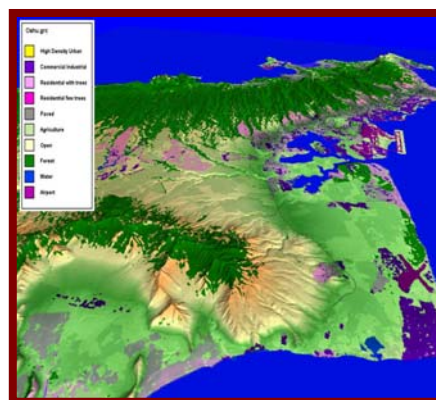 Oahu.grd
High Density Urban
Commercial Industrial
Residential with trees
Residential few trees
Paved
Agriculture
Open
Forest
Water
Airport